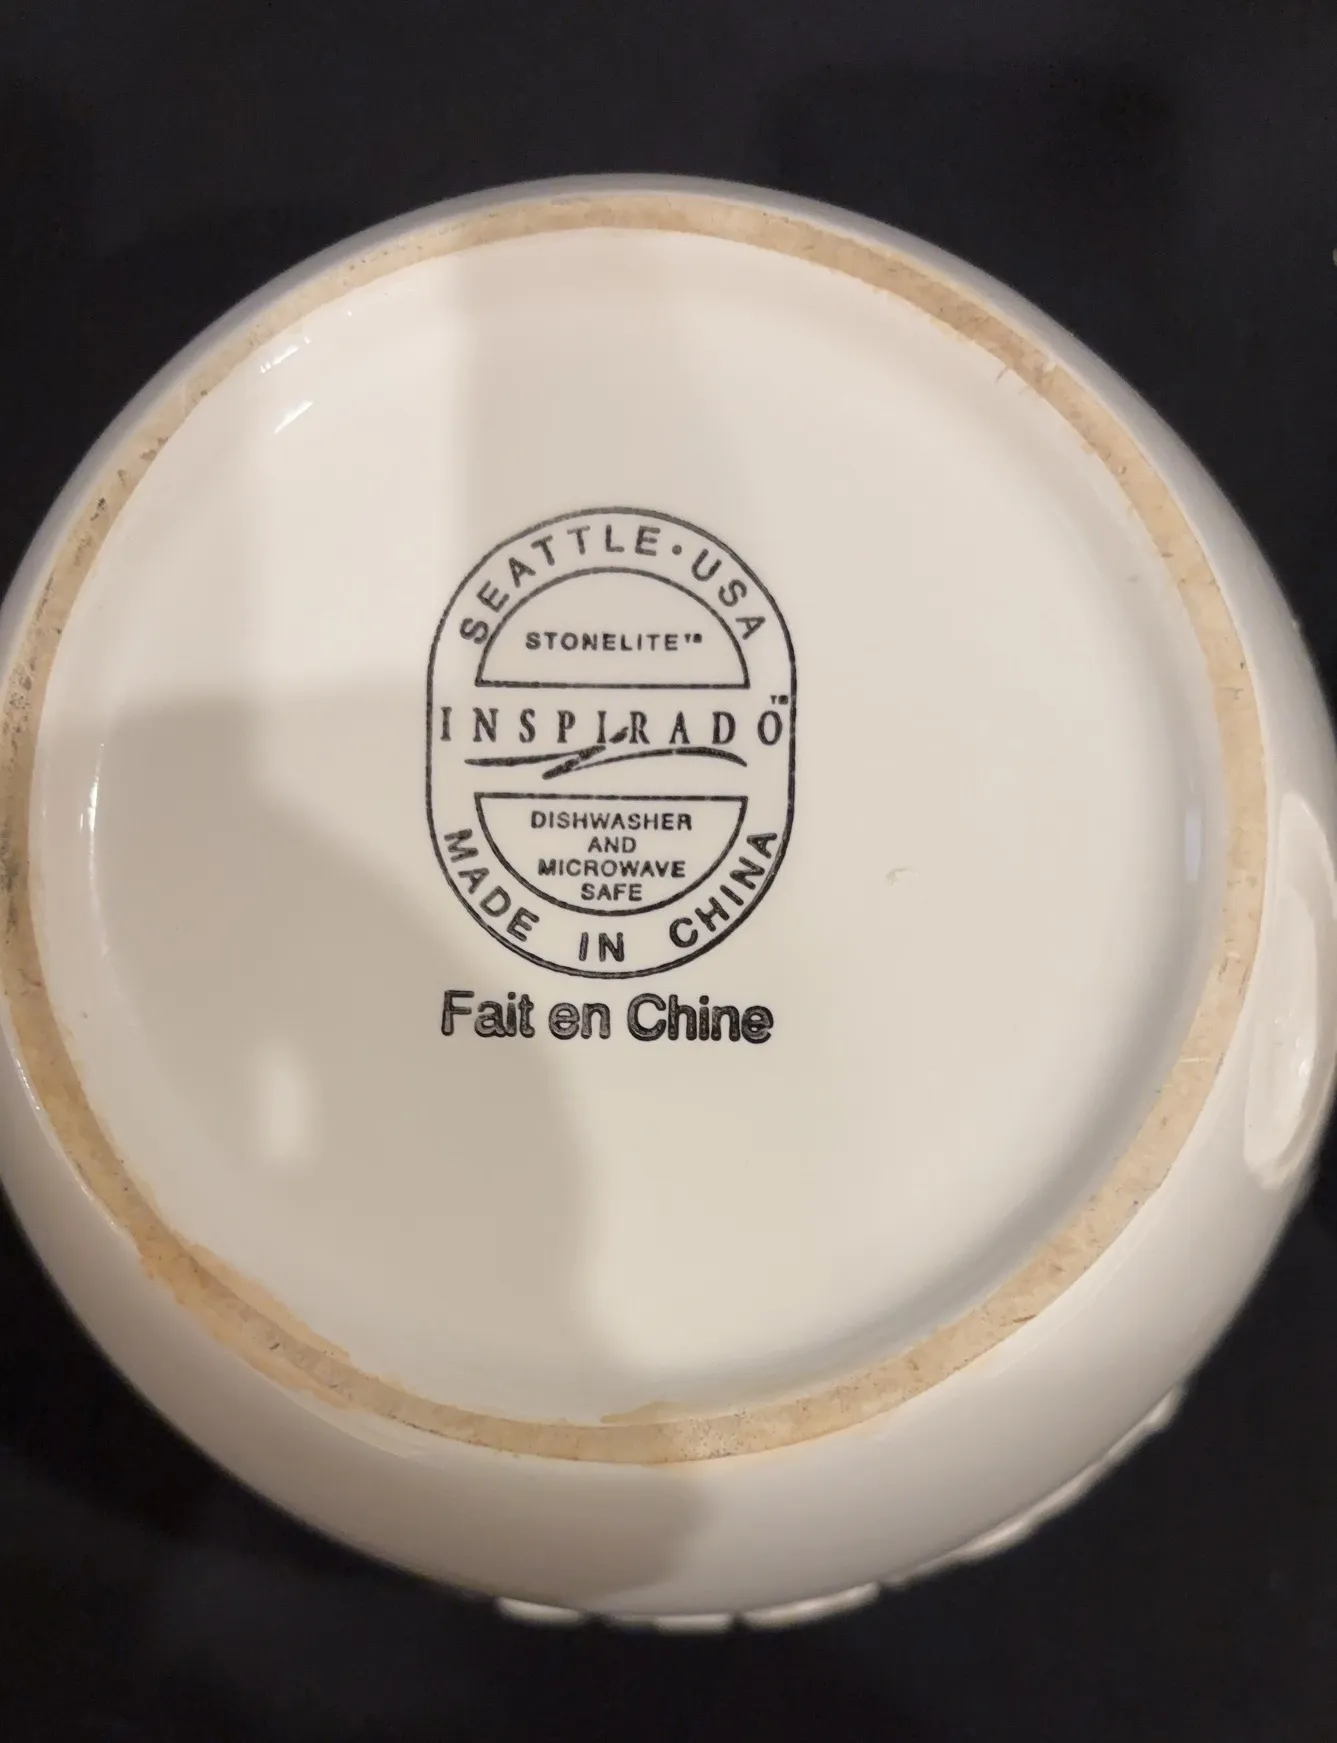 SEATTLE • USA
STONELITE™
INSPIRADO™
DISHWASHER
AND
MICROWAVE
SAFE
MADE IN CHINA
Fait en Chine